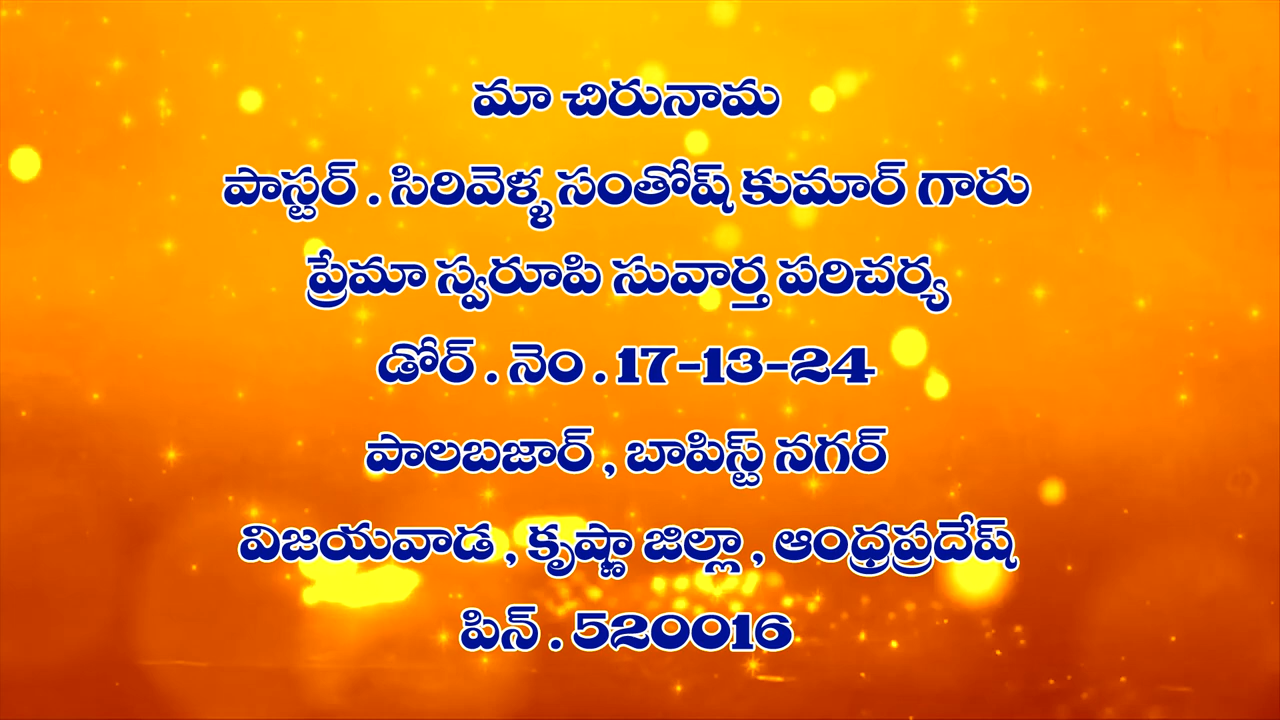 మా చిరునామ
పాస్టర్ . సిరివెళ్ళ సంతోష్ కుమార్ గారు
ప్రేమా స్వరూపి సువార్త పరిచర్య
డోర్ . నెం . 17-13-24
పాలబజార్ , బాపిస్ట్ నగర్
విజయవాడ , కృష్ణా జిల్లా , ఆంధ్రప్రదేష్
పిన్ . 520016